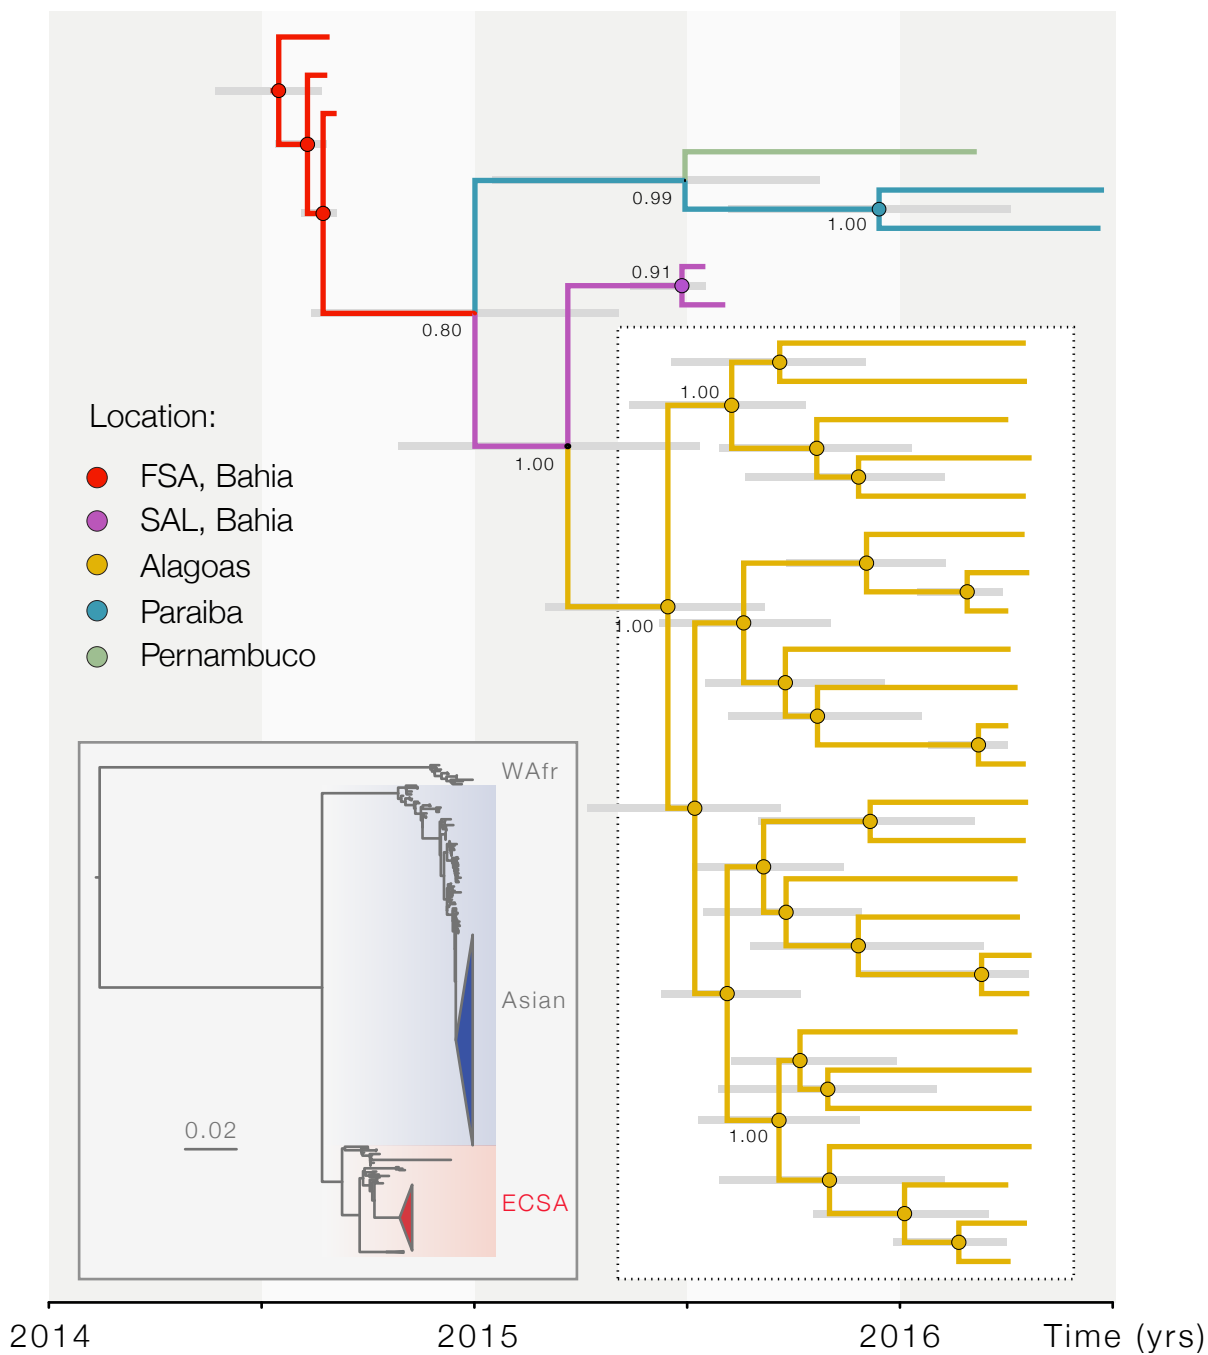 0.99
1.00
0.91
0.80
1.00
1.00
Location:
FSA, Bahia
SAL, Bahia
Alagoas
Paraiba
Pernambuco
1.00
WAfr
Asian
0.02
1.00
ECSA
2014
2015
2016
Time (yrs)